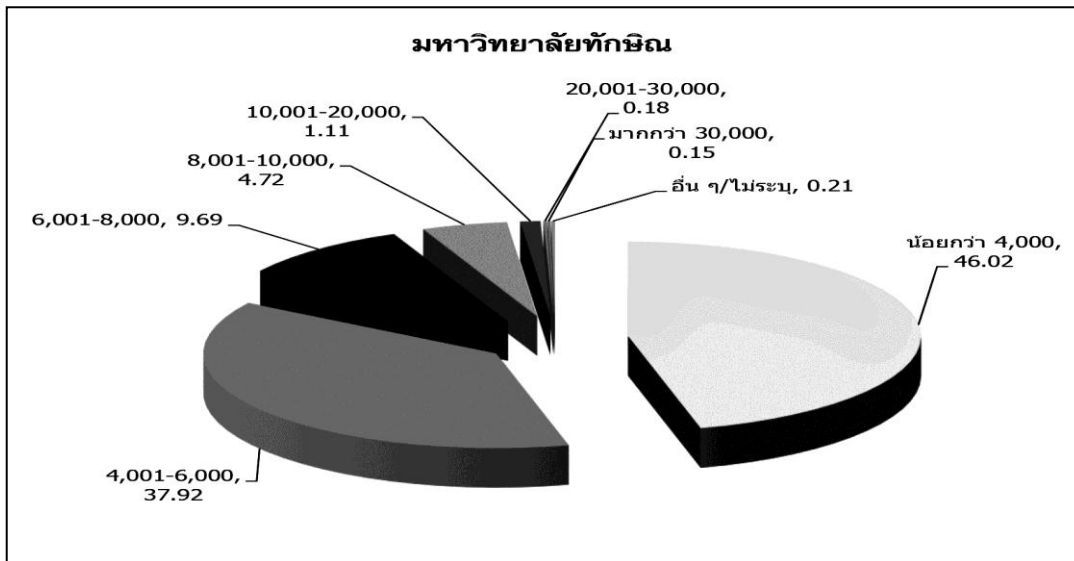 มหาวิทยาลัยทักษิณ
20,001-30,000,
0.18
10,001-20,000,
1.11
มากกว่า 30,000,
0.15
8,001-10,000,
4.72
อื่น ๆ/ไม่ระบุ, 0.21
6,001-8,000, 9.69
น้อยกว่า 4,000,
46.02
4,001-6,000,
37.92